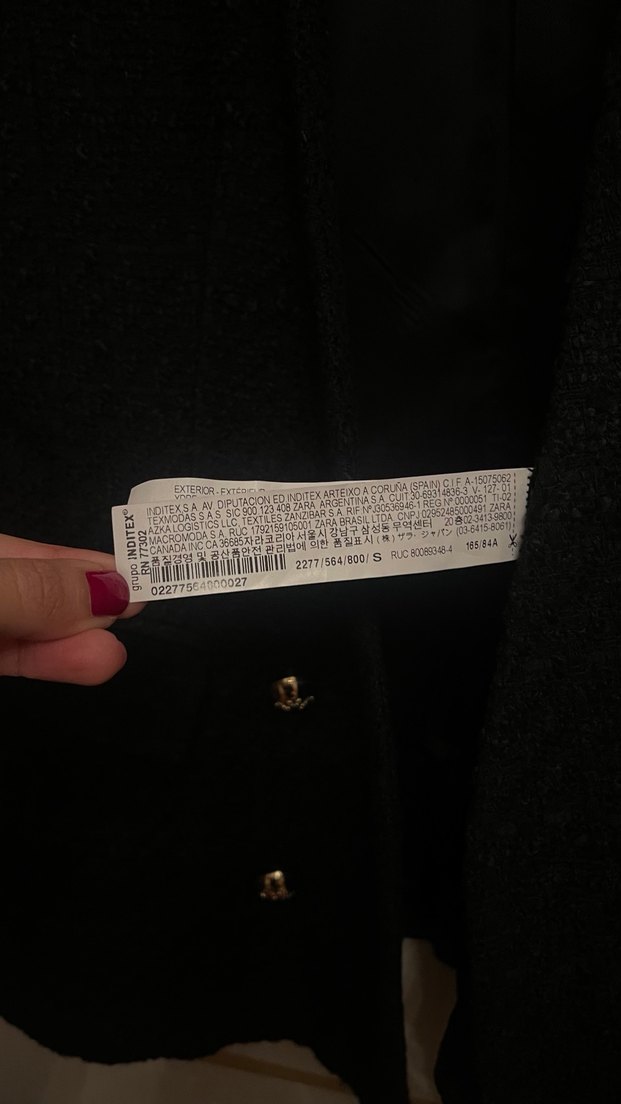 EXTERIOR - EXTÉRIEUR
grupo INDITEX®
RN 77302
INDITEX,S.A. AV DIPUTACION ED INDITEX ARTEIXO A CORUÑA (SPAIN) C I F A-15075062
TEXMODAS S.A.S. SIC 900 123 408 ZARA ARGENTINA S.A. CUIT.30-69314836-3 V- 127- 01
AZKA LOGISTICS LLC TEXTILES ZANZIBAR S.A. RIF Nº J30536946-1 REG Nº 0000051 TI-02
MACROMODA S.A. RUC 1792159105001 ZARA BRASIL LTDA. CNPJ 02952485000491 ZARA
CANADA INC CA 36685 자라코리아 서울시 강남구 삼성동 무역센터 20층 02-3413-9800
품질경영 및 공산품안전 관리법에 의한 품질표시 (株) ザラ・ジャパン (03-6415-8061)
02277564800027
2277/564/800/ S RUC 80089348-4 165/84A